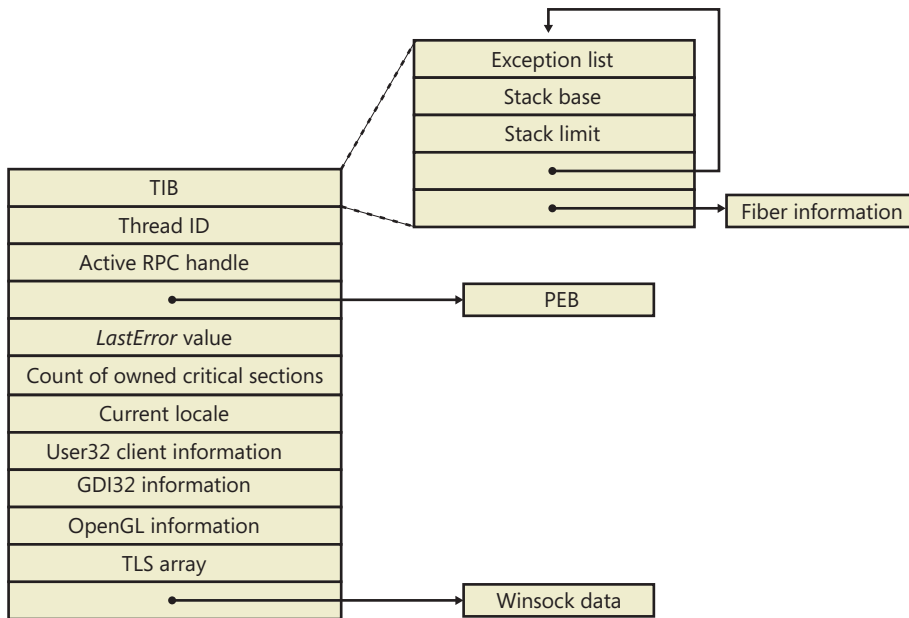 Exception list
Stack base
Stack limit
Fiber information
TIB
Thread ID
Active RPC handle
PEB
LastError value
Count of owned critical sections
Current locale
User32 client information
GDI32 information
OpenGL information
TLS array
Winsock data